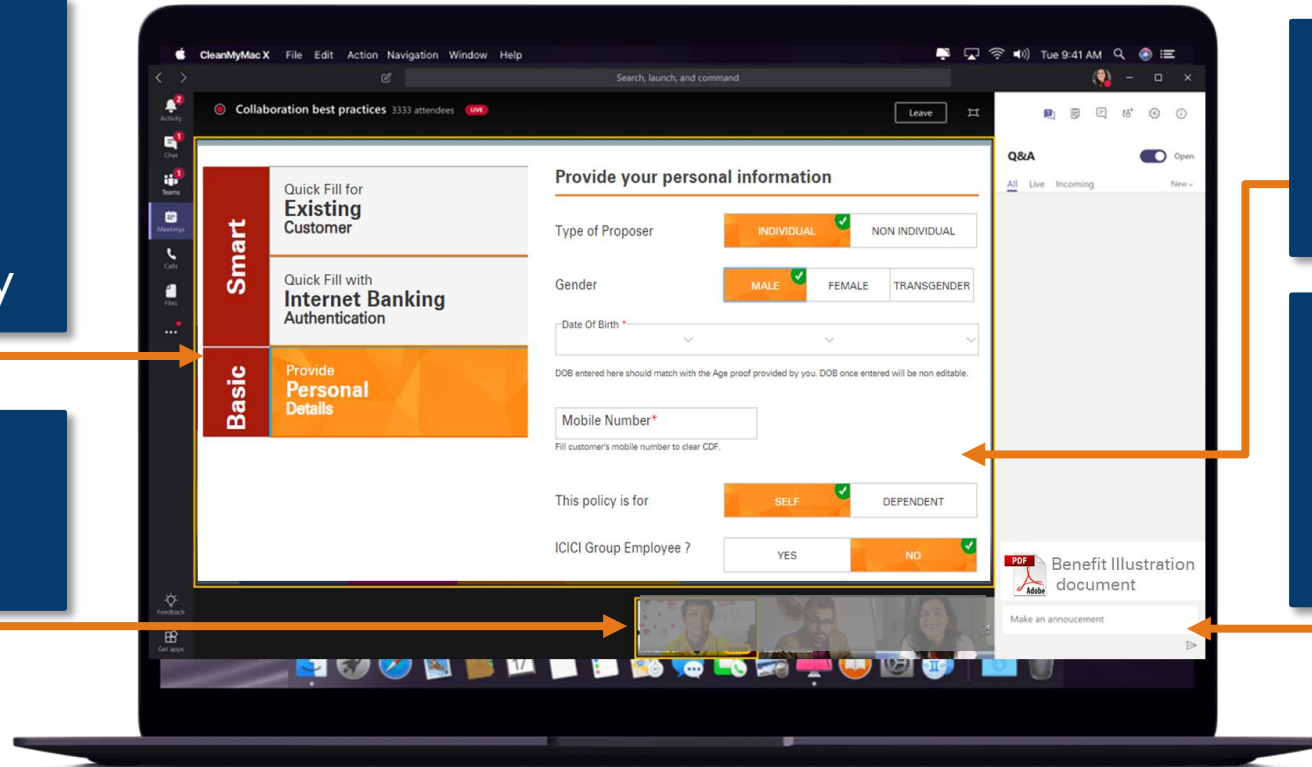 y
CleanMyMac X File Edit Action Navigation Window Help
Tue 9:41 AM
Search, launch, and command
Activity
Chat
Teams
Meetings
Calls
Files
Feedback
Get apps
Collaboration best practices 3333 attendees LIVE
Leave
Smart
Quick Fill for
Existing
Customer
Quick Fill with
Internet Banking
Authentication
Basic
Provide
Personal
Details
Provide your personal information
Type of Proposer INDIVIDUAL NON INDIVIDUAL
Gender MALE FEMALE TRANSGENDER
Date Of Birth *
DOB entered here should match with the Age proof provided by you. DOB once entered will be non editable.
Mobile Number*
Fill customer's mobile number to clear CDF.
This policy is for SELF DEPENDENT
ICICI Group Employee ? YES NO
Q&A Open
All Live Incoming New
PDF Adobe
Benefit Illustration
document
Make an annoucement